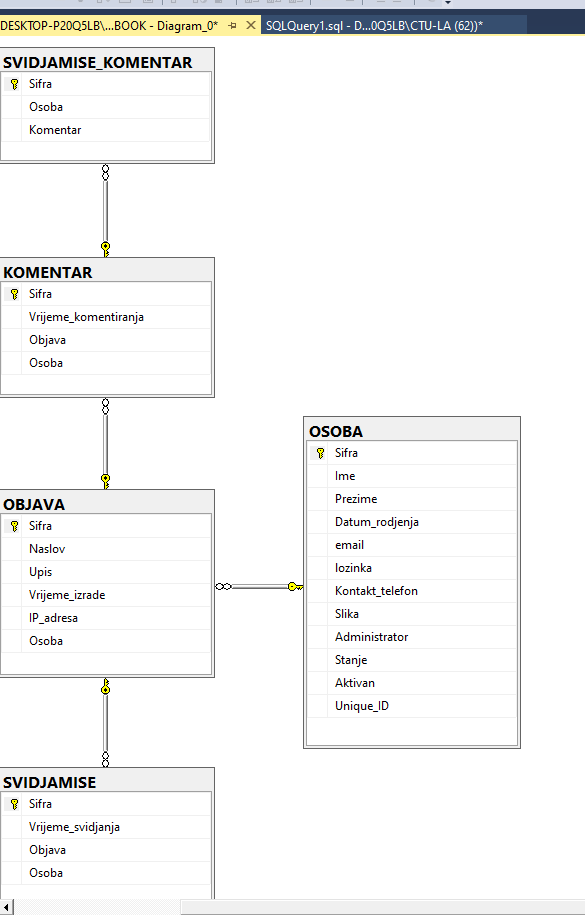 DESKTOP-P20Q5LB\...BOOK - Diagram_0*
SQLQuery1.sql - D...0Q5LB\CTU-LA (62))*
SVIDJAMISE_KOMENTAR
Sifra
Osoba
Komentar
KOMENTAR
Sifra
Vrijeme_komentiranja
Objava
Osoba
OBJAVA
Sifra
Naslov
Upis
Vrijeme_izrade
IP_adresa
Osoba
OSOBA
Sifra
Ime
Prezime
Datum_rodjenja
email
lozinka
Kontakt_telefon
Slika
Administrator
Stanje
Aktivan
Unique_ID
SVIDJAMISE
Sifra
Vrijeme_svidjanja
Objava
Osoba